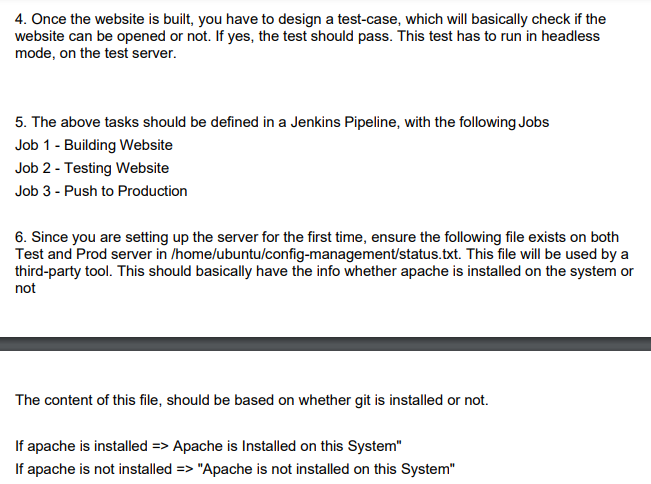 4. Once the website is built, you have to design a test-case, which will basically check if the
website can be opened or not. If yes, the test should pass. This test has to run in headless
mode, on the test server.
5. The above tasks should be defined in a Jenkins Pipeline, with the following Jobs
Job 1 - Building Website
Job 2 - Testing Website
Job 3 - Push to Production
6. Since you are setting up the server for the first time, ensure the following file exists on both
Test and Prod server in /home/ubuntu/config-management/status.txt. This file will be used by a
third-party tool. This should basically have the info whether apache is installed on the system or
not
The content of this file, should be based on whether git is installed or not.
If apache is installed => Apache is Installed on this System"
If apache is not installed => "Apache is not installed on this System"